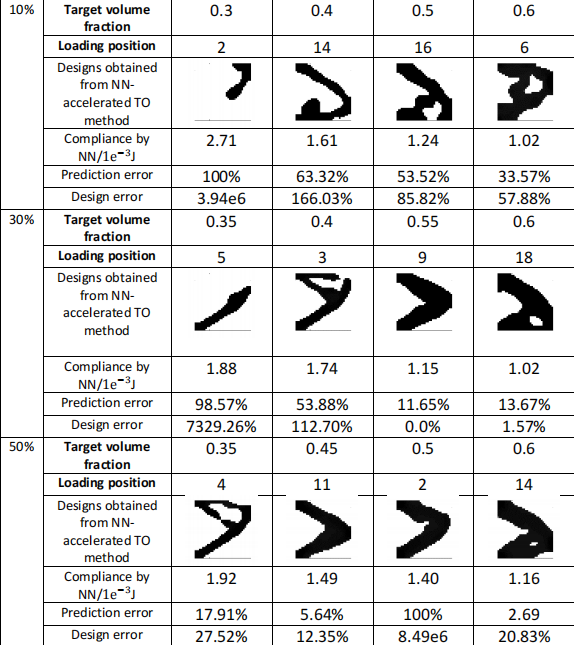 10% Target volume fraction 0.3 0.4 0.5 0.6
Loading position 2 14 16 6
Designs obtained from NN-accelerated TO method
Compliance by NN/1e⁻³J 2.71 1.61 1.24 1.02
Prediction error 100% 63.32% 53.52% 33.57%
Design error 3.94e6 166.03% 85.82% 57.88%
30% Target volume fraction 0.35 0.4 0.55 0.6
Loading position 5 3 9 18
Designs obtained from NN-accelerated TO method
Compliance by NN/1e⁻³J 1.88 1.74 1.15 1.02
Prediction error 98.57% 53.88% 11.65% 13.67%
Design error 7329.26% 112.70% 0.0% 1.57%
50% Target volume fraction 0.35 0.45 0.5 0.6
Loading position 4 11 2 14
Designs obtained from NN-accelerated TO method
Compliance by NN/1e⁻³J 1.92 1.49 1.40 1.16
Prediction error 17.91% 5.64% 100% 2.69
Design error 27.52% 12.35% 8.49e6 20.83%